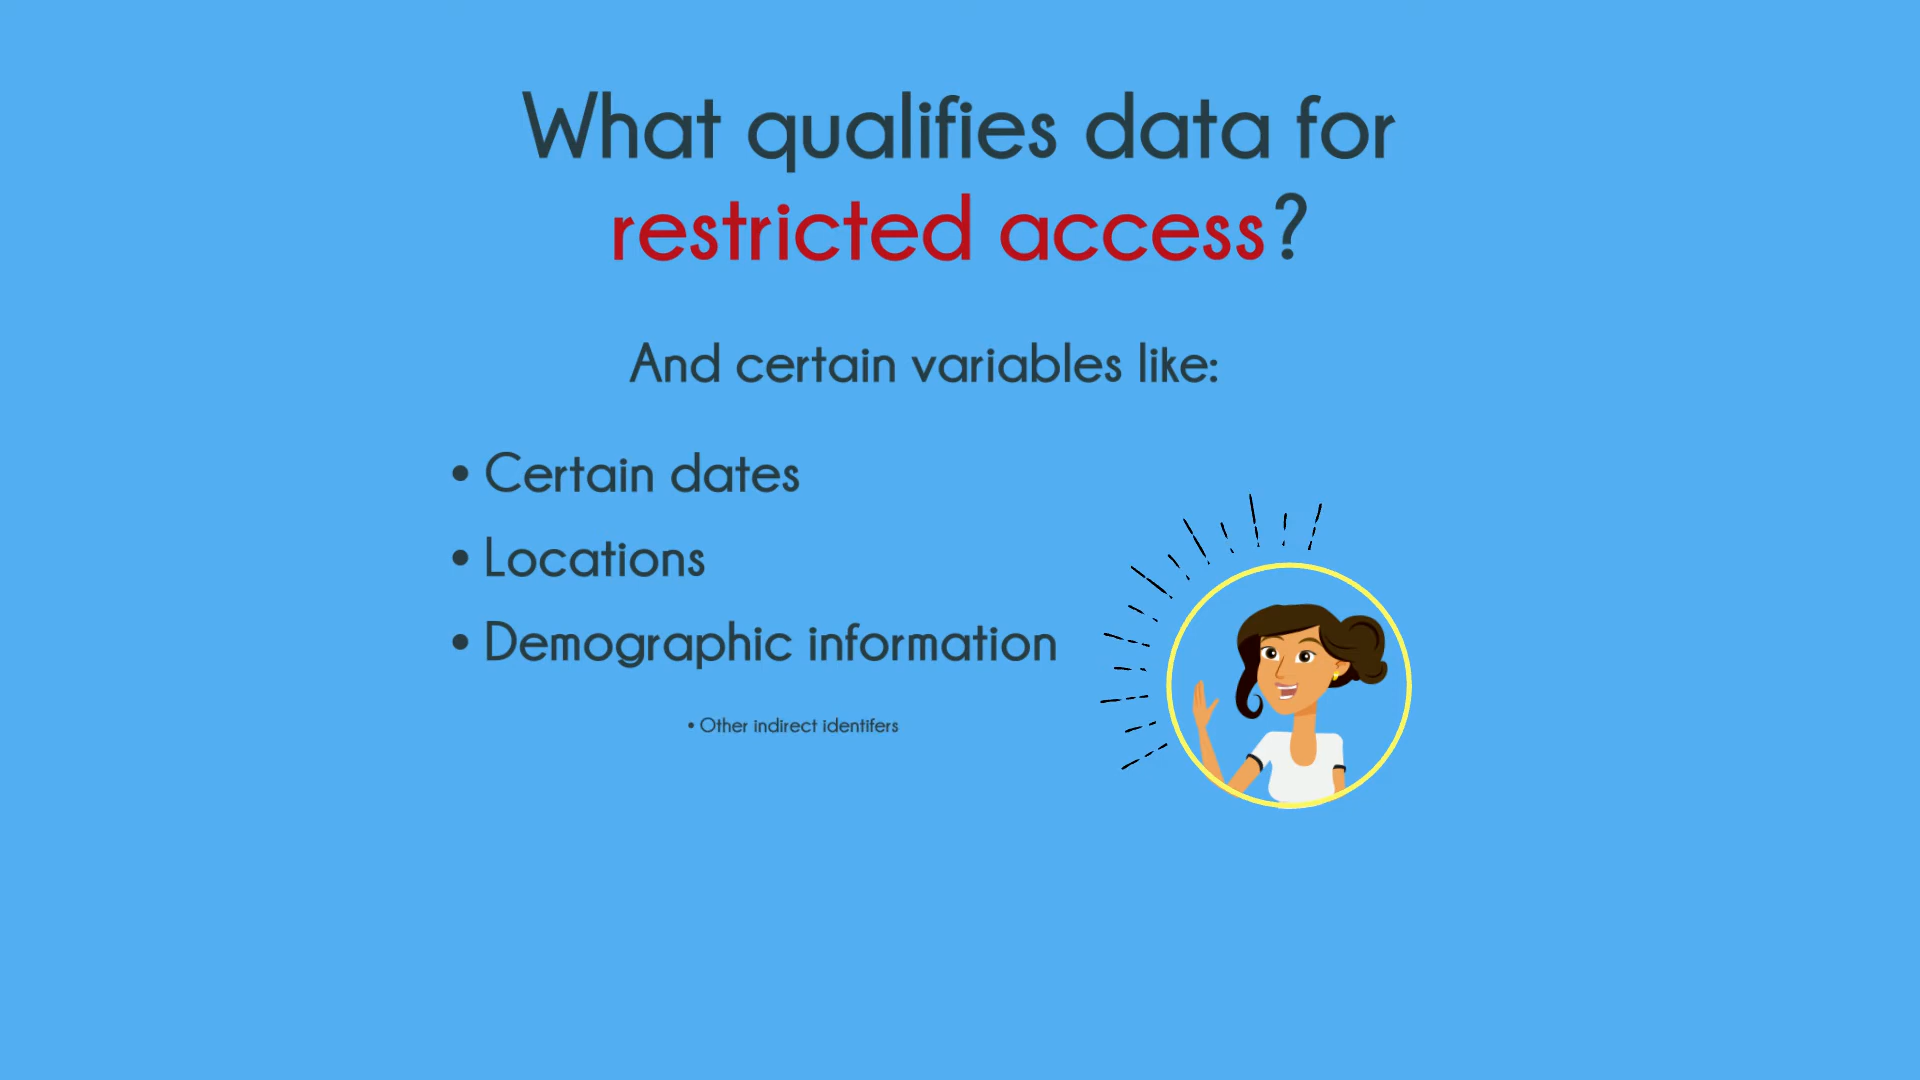 What qualifies data for
restricted access?
And certain variables like:
• Certain dates
• Locations
• Demographic information
• Other indirect identifers